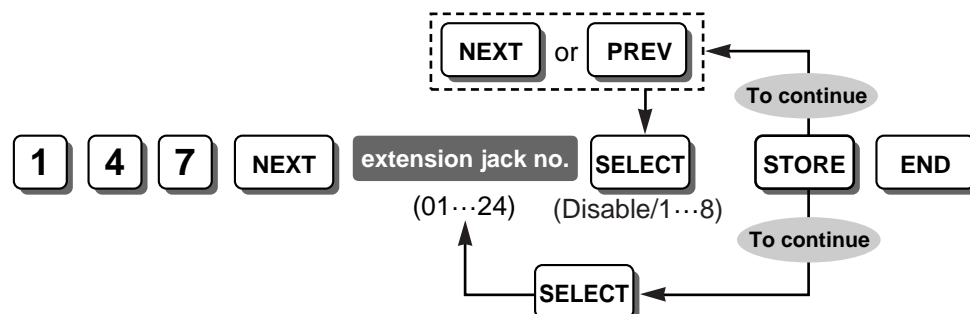 NEXT or PREV
To continue
1 4 7 NEXT extension jack no. SELECT STORE END
(01···24) (Disable/1···8)
To continue
SELECT